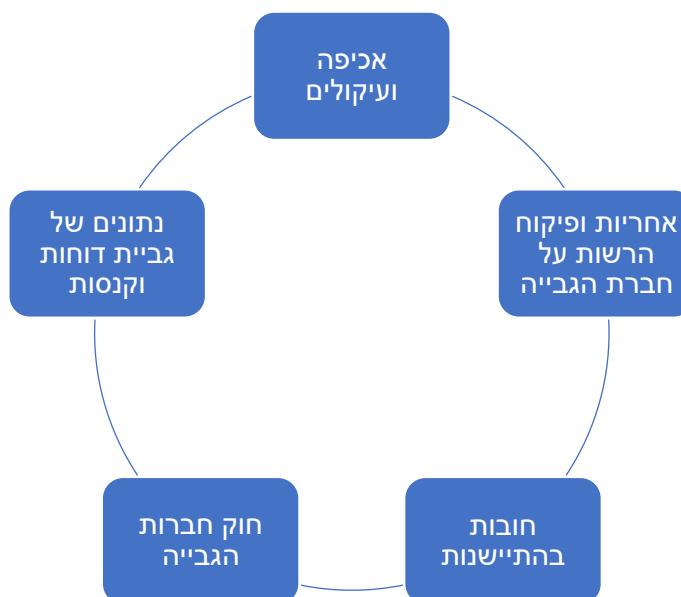 אכיפה
ועיקולים
אחריות ופיקוח
הרשות על
חברת הגבייה
חובות
בהתיישנות
חוק חברות
הגבייה
נתונים של
גביית דוחות
וקנסות